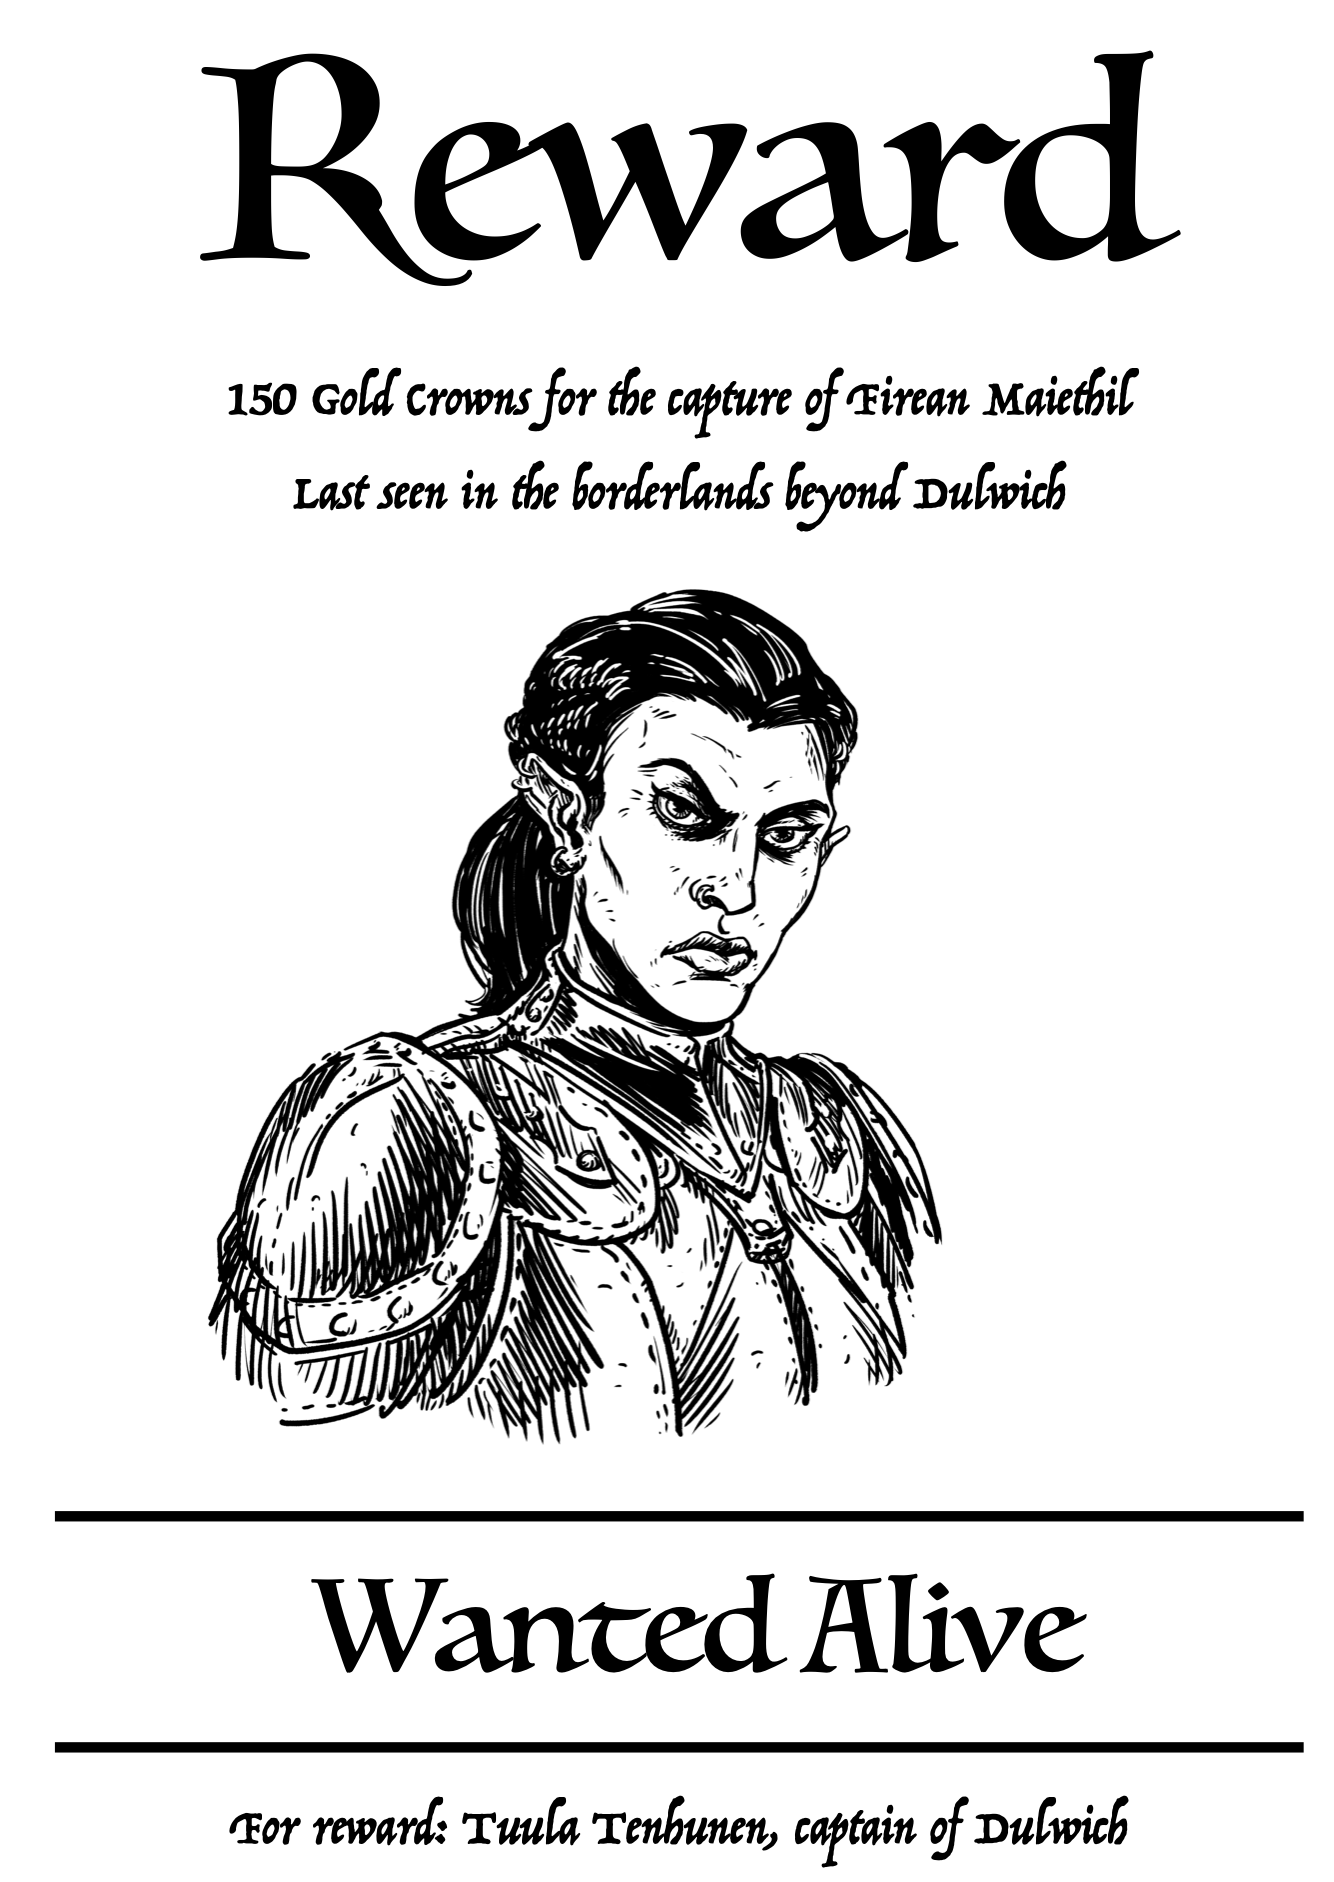 Reward
150 Gold Crowns for the capture of Firean Maiethil
Last seen in the borderlands beyond Dulwich
Wanted Alive
For reward: Tuula Tenhunen, captain of Dulwich